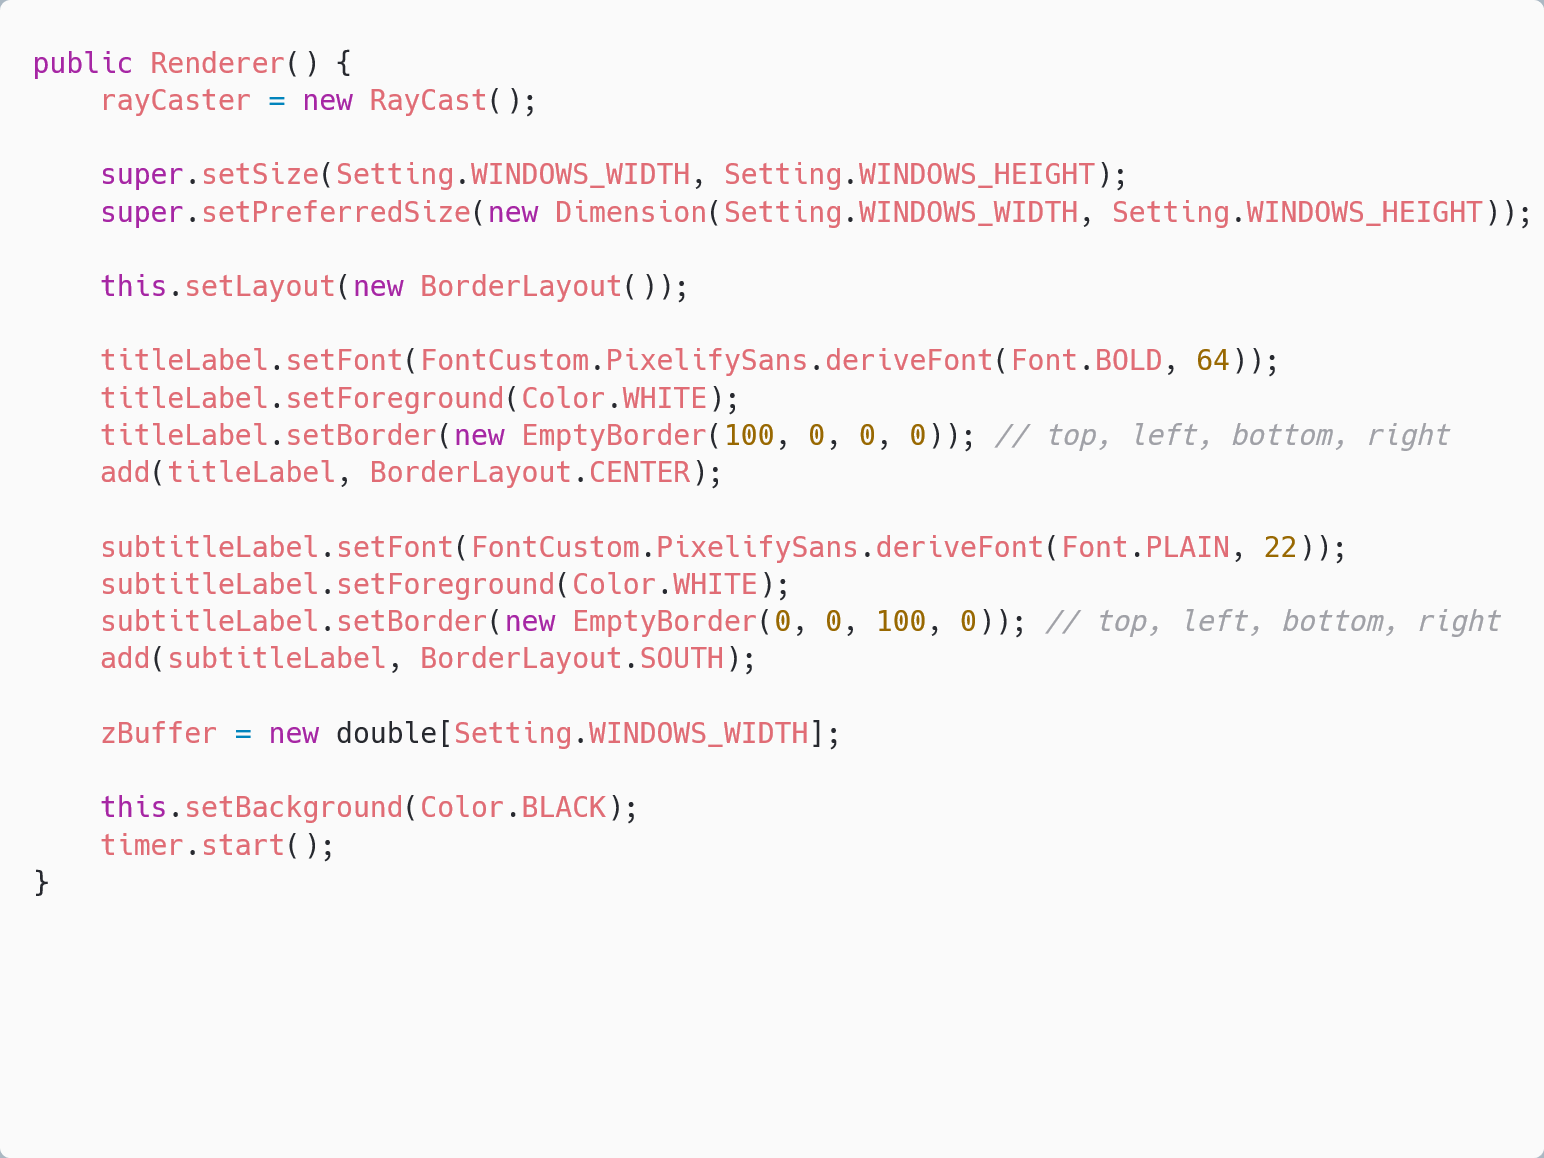 public Renderer() {
    rayCaster = new RayCast();

    super.setSize(Setting.WINDOWS_WIDTH, Setting.WINDOWS_HEIGHT);
    super.setPreferredSize(new Dimension(Setting.WINDOWS_WIDTH, Setting.WINDOWS_HEIGHT));

    this.setLayout(new BorderLayout());

    titleLabel.setFont(FontCustom.PixelifySans.deriveFont(Font.BOLD, 64));
    titleLabel.setForeground(Color.WHITE);
    titleLabel.setBorder(new EmptyBorder(100, 0, 0, 0)); // top, left, bottom, right
    add(titleLabel, BorderLayout.CENTER);

    subtitleLabel.setFont(FontCustom.PixelifySans.deriveFont(Font.PLAIN, 22));
    subtitleLabel.setForeground(Color.WHITE);
    subtitleLabel.setBorder(new EmptyBorder(0, 0, 100, 0)); // top, left, bottom, right
    add(subtitleLabel, BorderLayout.SOUTH);

    zBuffer = new double[Setting.WINDOWS_WIDTH];

    this.setBackground(Color.BLACK);
    timer.start();
}